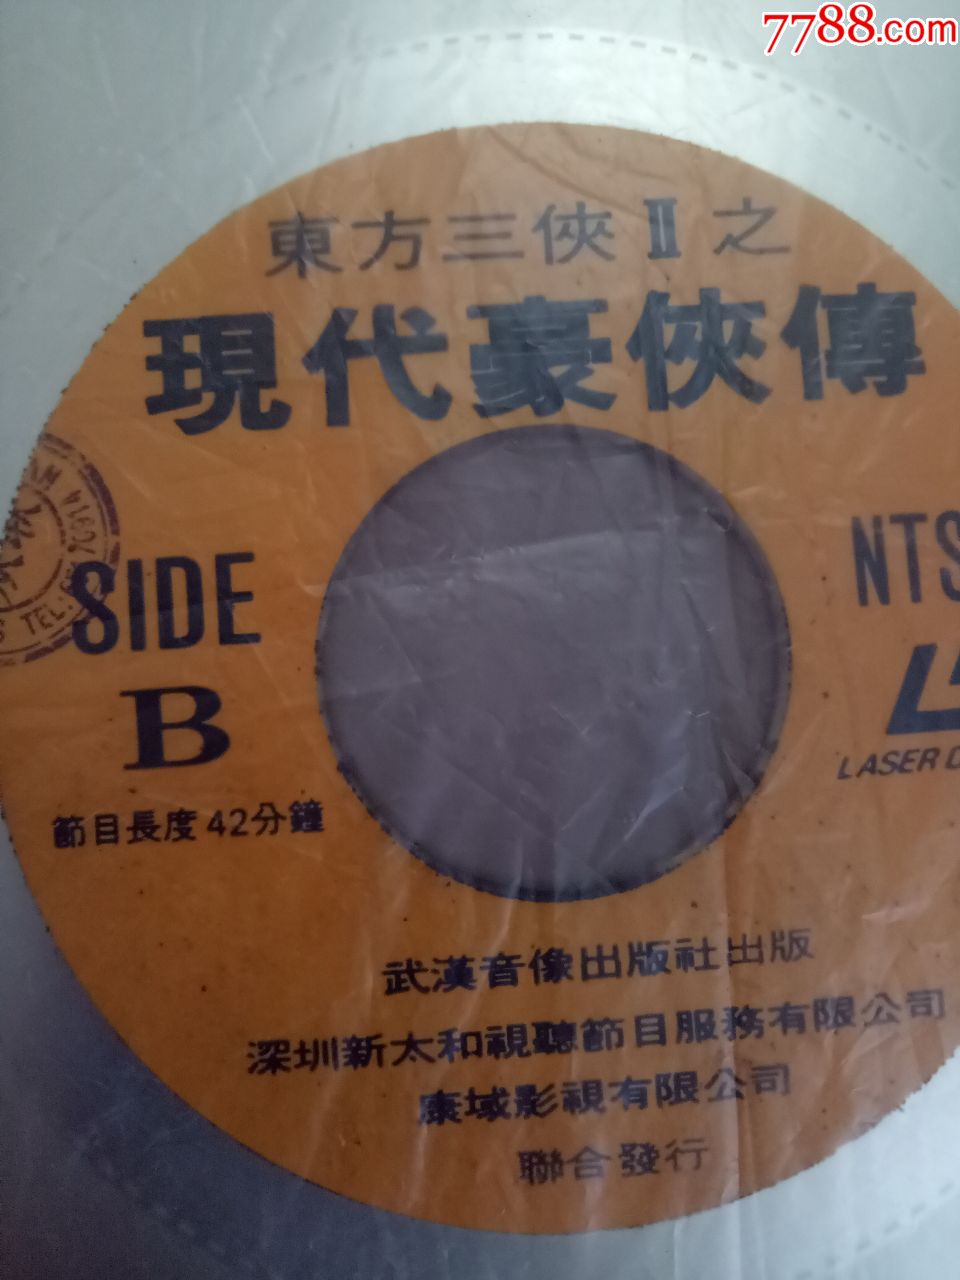 7788.com
東方三俠 II 之
現代豪俠傳
SIDE
B
節目長度 42分鐘
NTS
LASER D
TEL:
武漢音像出版社出版
深圳新太和視聽節目服務有限公司
康域影視有限公司
聯合發行